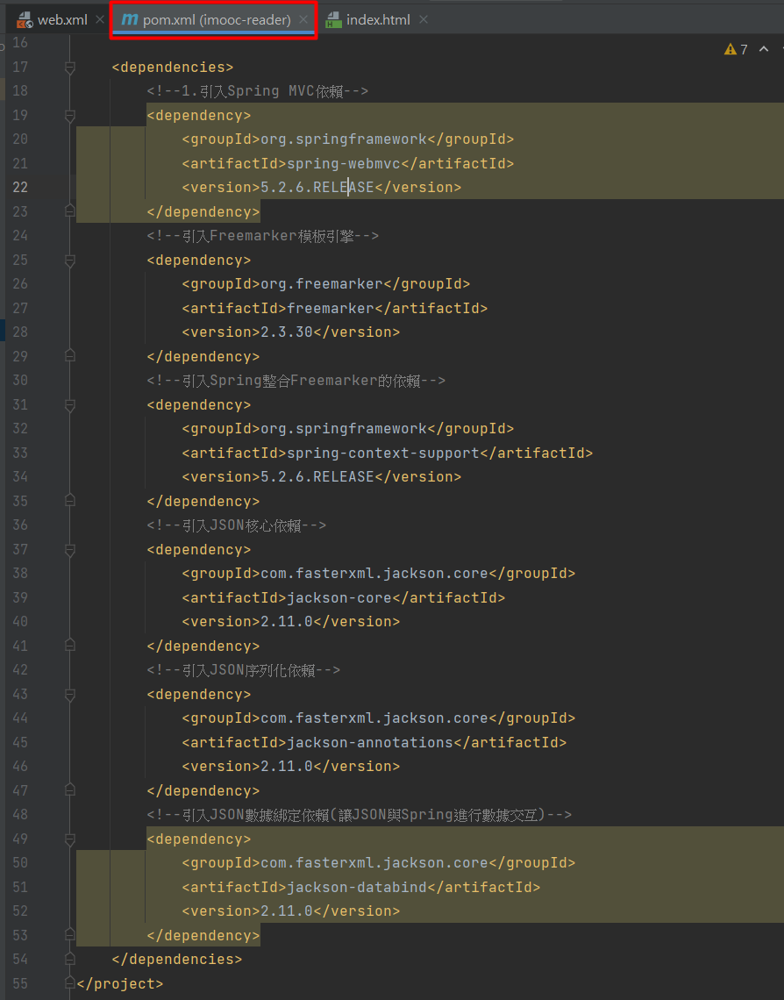 web.xml pom.xml (imooc-reader) index.html
16
7
17 <dependencies>
18 <!--1.引入Spring MVC依賴-->
19 <dependency>
20 <groupId>org.springframework</groupId>
21 <artifactId>spring-webmvc</artifactId>
22 <version>5.2.6.RELEASE</version>
23 </dependency>
24 <!--引入Freemarker模板引擎-->
25 <dependency>
26 <groupId>org.freemarker</groupId>
27 <artifactId>freemarker</artifactId>
28 <version>2.3.30</version>
29 </dependency>
30 <!--引入Spring整合Freemarker的依賴-->
31 <dependency>
32 <groupId>org.springframework</groupId>
33 <artifactId>spring-context-support</artifactId>
34 <version>5.2.6.RELEASE</version>
35 </dependency>
36 <!--引入JSON核心依賴-->
37 <dependency>
38 <groupId>com.fasterxml.jackson.core</groupId>
39 <artifactId>jackson-core</artifactId>
40 <version>2.11.0</version>
41 </dependency>
42 <!--引入JSON序列化依賴-->
43 <dependency>
44 <groupId>com.fasterxml.jackson.core</groupId>
45 <artifactId>jackson-annotations</artifactId>
46 <version>2.11.0</version>
47 </dependency>
48 <!--引入JSON數據綁定依賴(讓JSON與Spring進行數據交互)-->
49 <dependency>
50 <groupId>com.fasterxml.jackson.core</groupId>
51 <artifactId>jackson-databind</artifactId>
52 <version>2.11.0</version>
53 </dependency>
54 </dependencies>
55 </project>